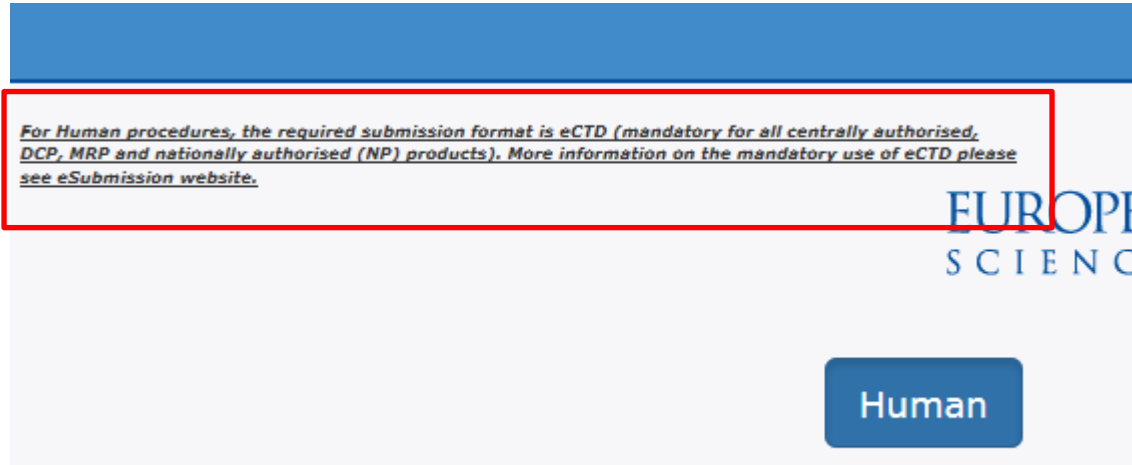 For Human procedures, the required submission format is eCTD (mandatory for all centrally authorised,
DCP, MRP and nationally authorised (NP) products). More information on the mandatory use of eCTD please
see eSubmission website.
EUROPE
SCIENC
Human